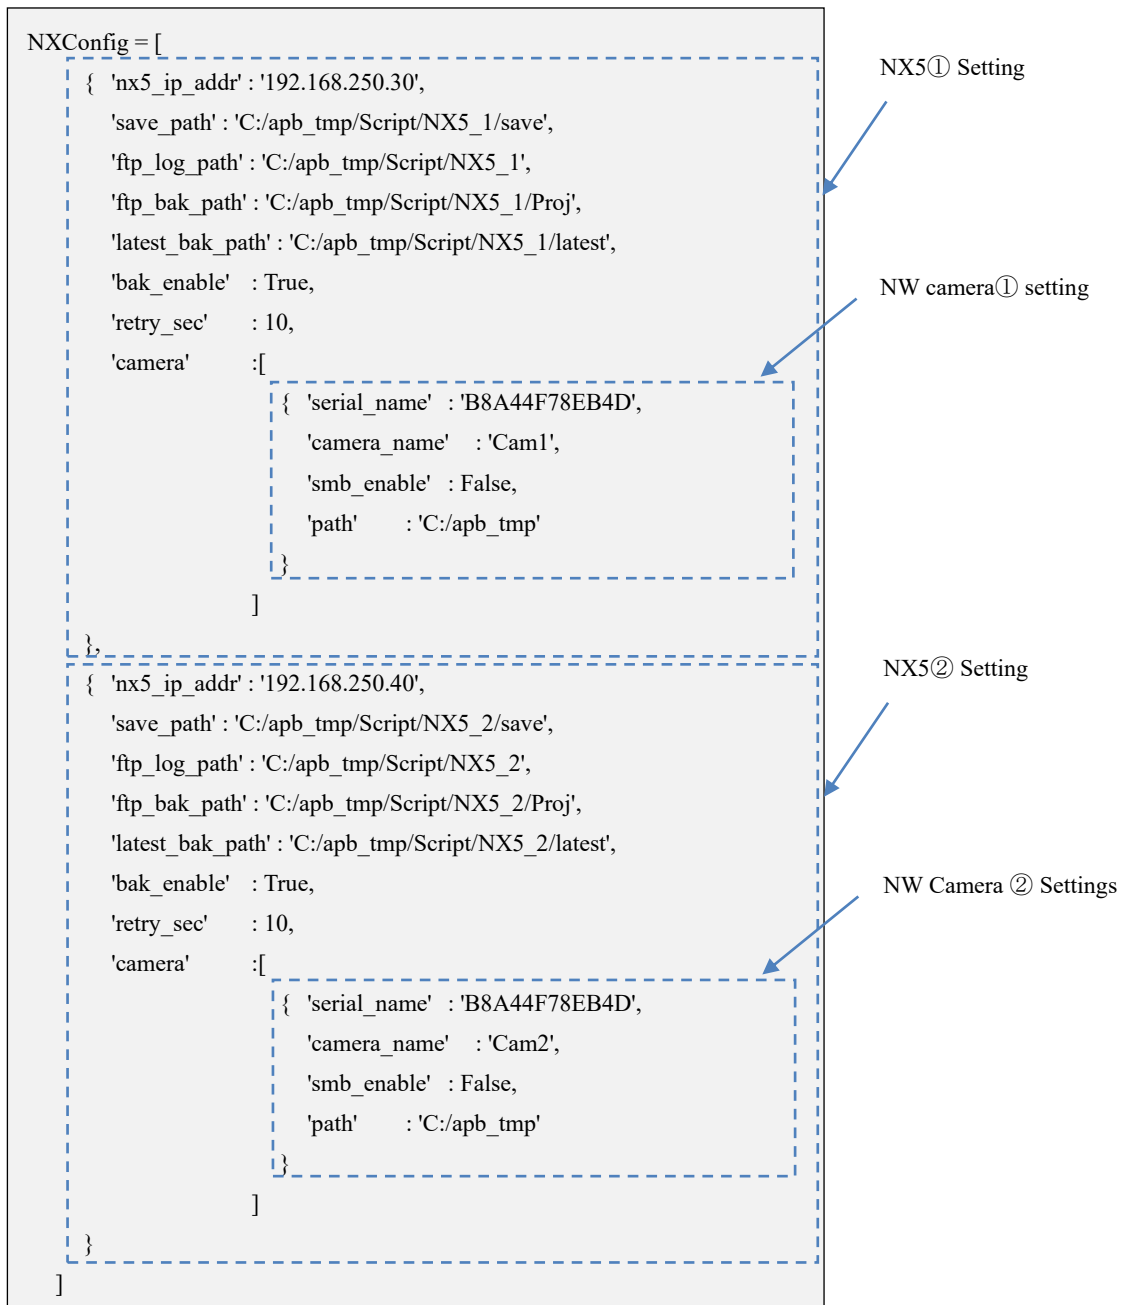 NXConfig = [
{ 'nx5_ip_addr' : '192.168.250.30',
'save_path' : 'C:/apb_tmp/Script/NX5_1/save',
'ftp_log_path' : 'C:/apb_tmp/Script/NX5_1',
'ftp_bak_path' : 'C:/apb_tmp/Script/NX5_1/Proj',
'latest_bak_path' : 'C:/apb_tmp/Script/NX5_1/latest',
'bak_enable' : True,
'retry_sec' : 10,
'camera' :[
{ 'serial_name' : 'B8A44F78EB4D',
'camera_name' : 'Cam1',
'smb_enable' : False,
'path' : 'C:/apb_tmp'
}
]
},
{ 'nx5_ip_addr' : '192.168.250.40',
'save_path' : 'C:/apb_tmp/Script/NX5_2/save',
'ftp_log_path' : 'C:/apb_tmp/Script/NX5_2',
'ftp_bak_path' : 'C:/apb_tmp/Script/NX5_2/Proj',
'latest_bak_path' : 'C:/apb_tmp/Script/NX5_2/latest',
'bak_enable' : True,
'retry_sec' : 10,
'camera' :[
{ 'serial_name' : 'B8A44F78EB4D',
'camera_name' : 'Cam2',
'smb_enable' : False,
'path' : 'C:/apb_tmp'
}
]
}
]
NX5① Setting
NW camera① setting
NX5② Setting
NW Camera ② Settings